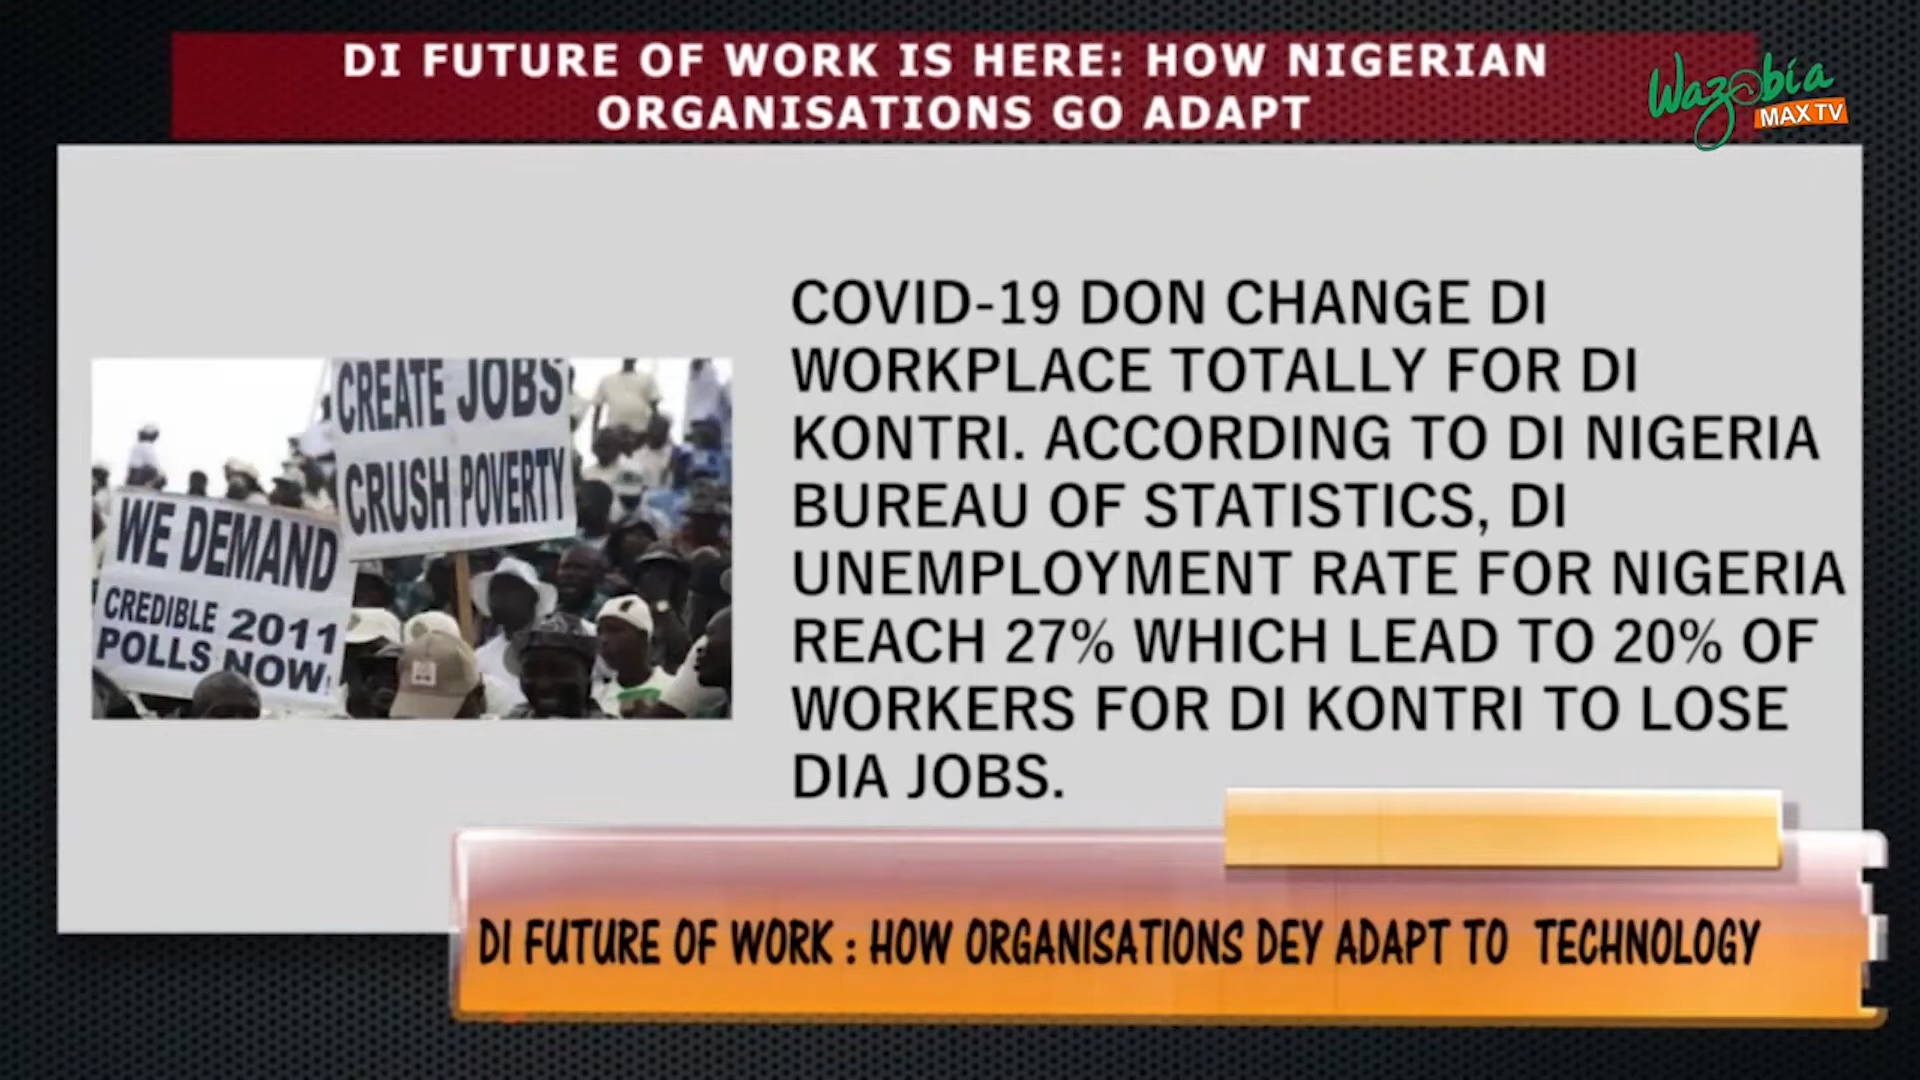 DI FUTURE OF WORK IS HERE: HOW NIGERIAN
ORGANISATIONS GO ADAPT
Wazobia
MAX TV
CREATE JOBS
CRUSH POVERTY
WE DEMAND
CREDIBLE 2011
POLLS NOW!
COVID-19 DON CHANGE DI
WORKPLACE TOTALLY FOR DI
KONTRI. ACCORDING TO DI NIGERIA
BUREAU OF STATISTICS, DI
UNEMPLOYMENT RATE FOR NIGERIA
REACH 27% WHICH LEAD TO 20% OF
WORKERS FOR DI KONTRI TO LOSE
DIA JOBS.
DI FUTURE OF WORK : HOW ORGANISATIONS DEY ADAPT TO TECHNOLOGY